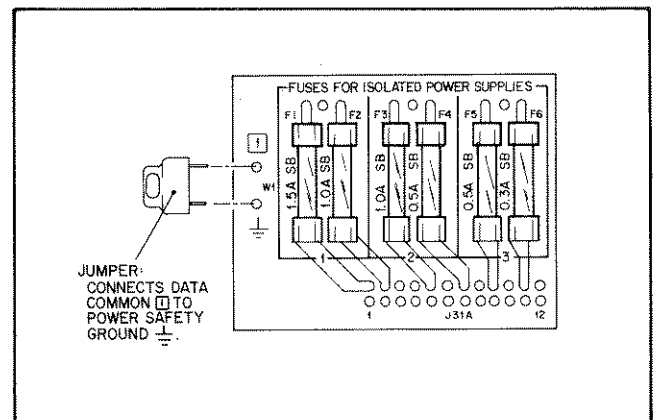 FUSES FOR ISOLATED POWER SUPPLIES
F1 F2 F3 F4 F5 F6
1
W1
1.5A SB
1.0A SB
1.0A SB
0.5A SB
0.5A SB
0.3A SB
1 2 3
JUMPER:
CONNECTS DATA
COMMON 1 TO
POWER SAFETY
GROUND
1 J31A 12